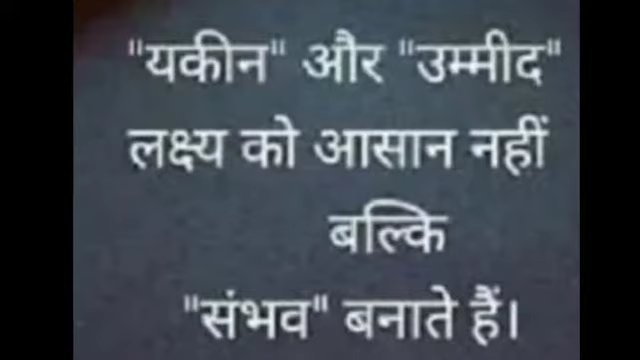 "यकीन" और "उम्मीद"
लक्ष्य को आसान नहीं
बल्कि
"संभव" बनाते हैं।